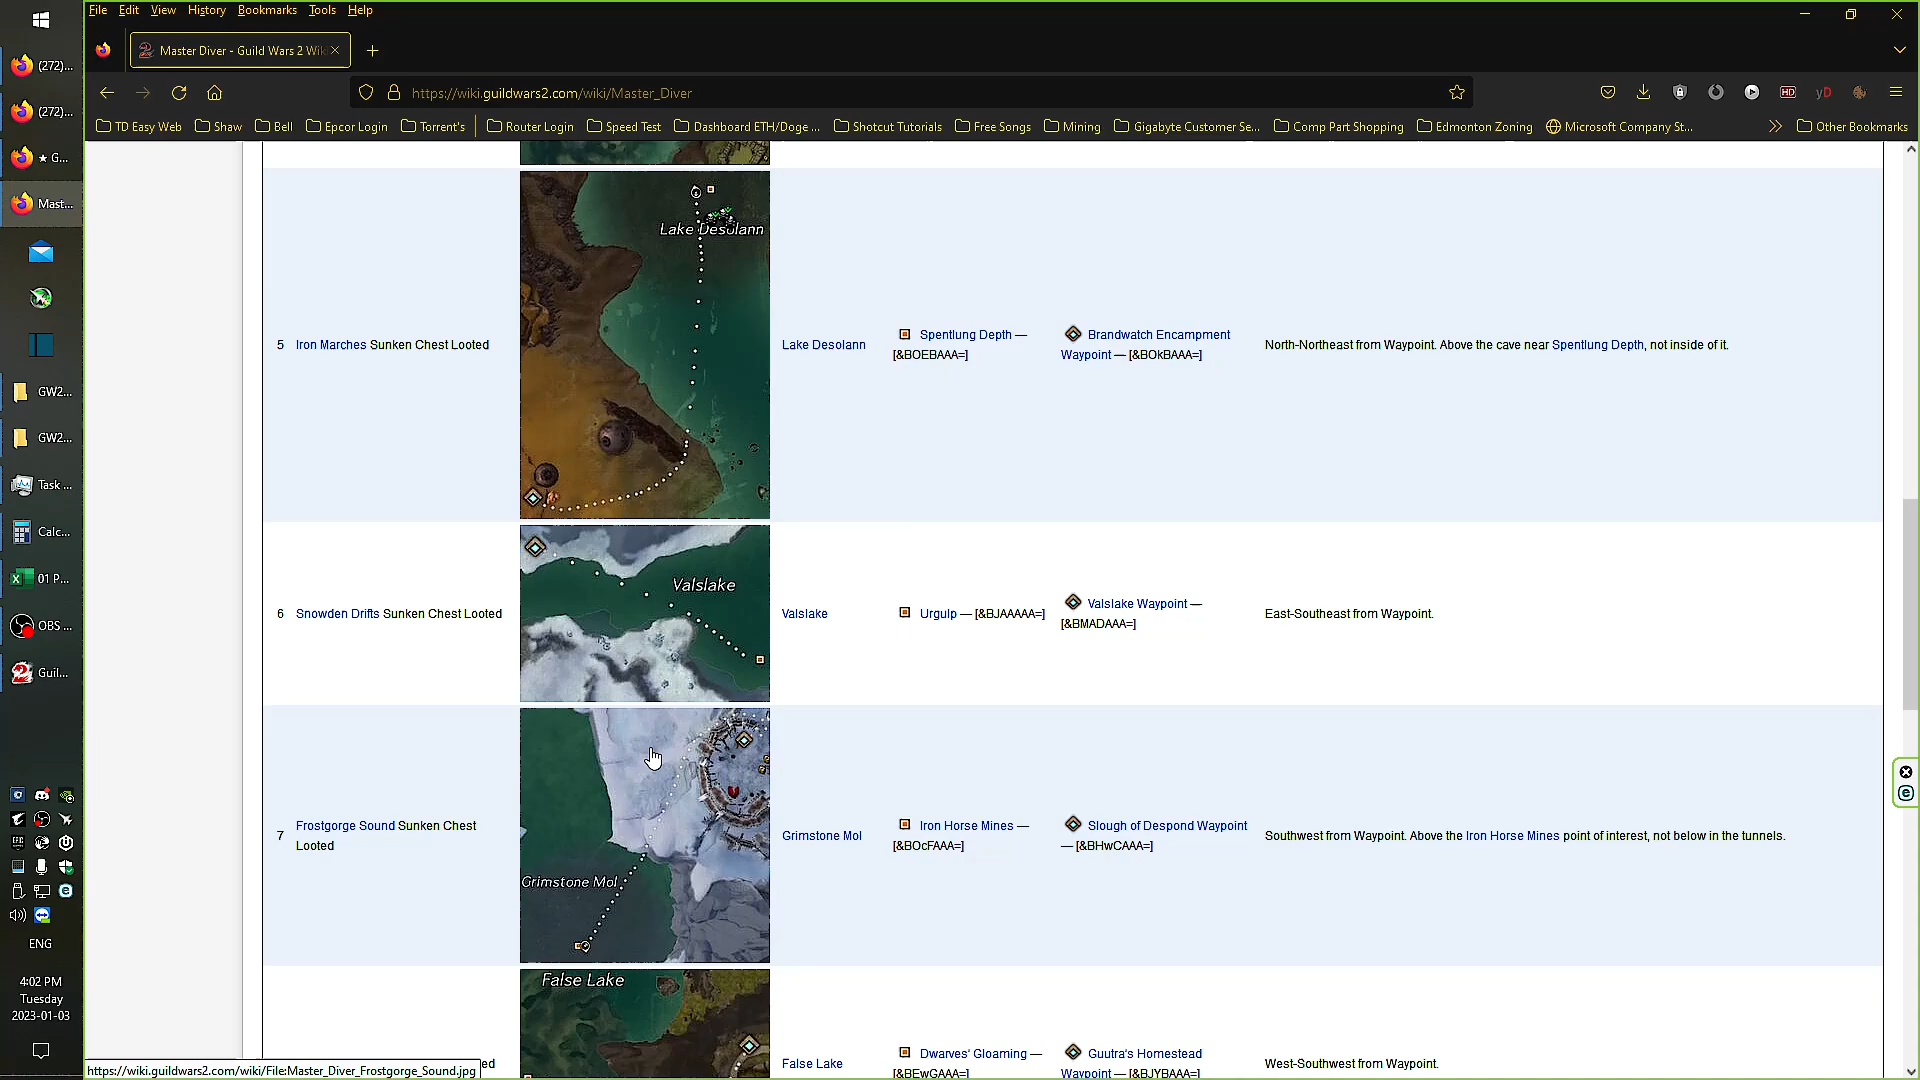 File Edit View History Bookmarks Tools Help
Master Diver - Guild Wars 2 Wiki
https://wiki.guildwars2.com/wiki/Master_Diver
TD Easy Web Shaw Bell Epcor Login Torrent's Router Login Speed Test Dashboard ETH/Doge ... Shotcut Tutorials Free Songs Mining Gigabyte Customer Se... Comp Part Shopping Edmonton Zoning Microsoft Company St... Other Bookmarks
(272)...
(272)...
★ G...
Mast...
GW2...
GW2...
Task ...
Calc...
01 P...
OBS ...
Guil...
ENG
4:02 PM
Tuesday
2023-01-03
Lake Desolann
5 Iron Marches Sunken Chest Looted
Lake Desolann
Spentlung Depth —
[&BOEBAAA=]
Brandwatch Encampment
Waypoint — [&BOkBAAA=]
North-Northeast from Waypoint. Above the cave near Spentlung Depth, not inside of it.
Valslake
6 Snowden Drifts Sunken Chest Looted
Valslake
Urgulp — [&BJAAAAA=]
Valslake Waypoint —
[&BMADAAA=]
East-Southeast from Waypoint.
Grimstone Mol
7 Frostgorge Sound Sunken Chest
Looted
Grimstone Mol
Iron Horse Mines —
[&BOcFAAA=]
Slough of Despond Waypoint
— [&BHwCAAA=]
Southwest from Waypoint. Above the Iron Horse Mines point of interest, not below in the tunnels.
False Lake
ed
False Lake
Dwarves' Gloaming —
[&BEwGAAA=]
Guutra's Homestead
Waypoint — [&BJYBAAA=]
West-Southwest from Waypoint.
https://wiki.guildwars2.com/wiki/File:Master_Diver_Frostgorge_Sound.jpg